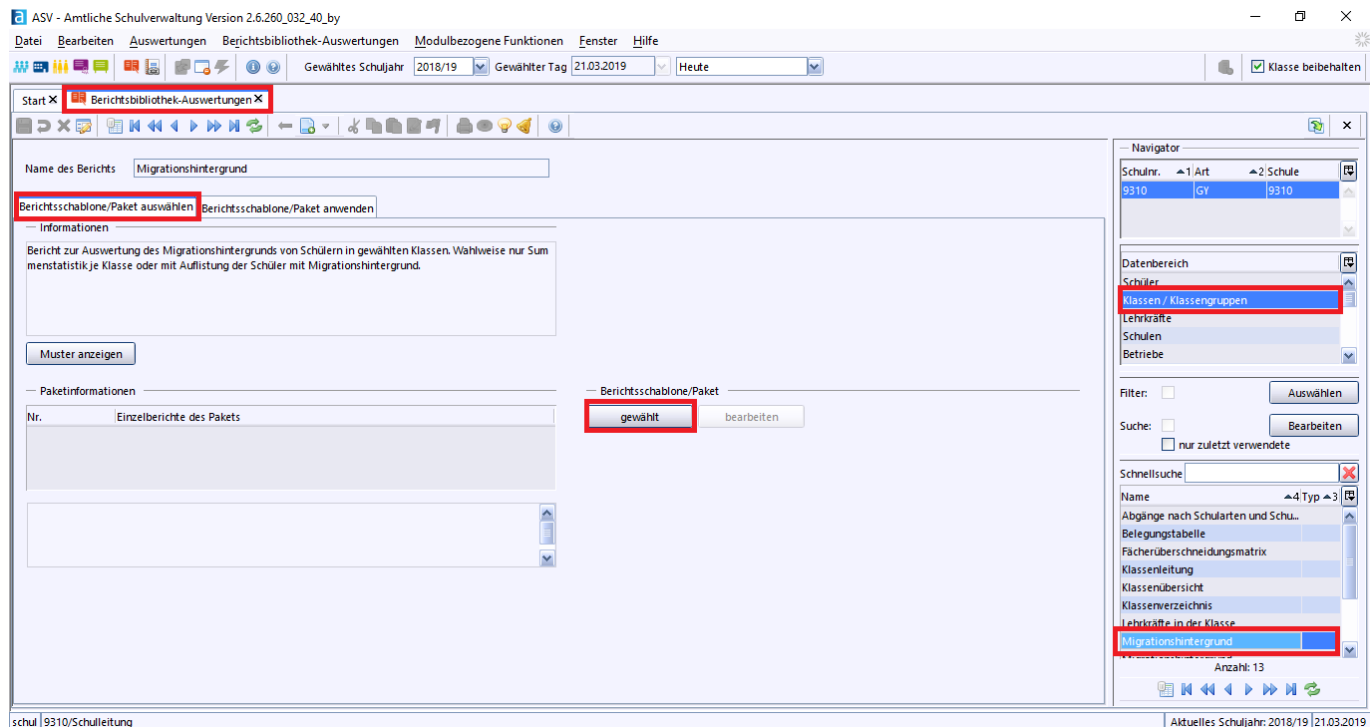 ASV - Amtliche Schulverwaltung Version 2.6.260_032_40_by
Datei Bearbeiten Auswertungen Berichtsbibliothek-Auswertungen Modulbezogene Funktionen Fenster Hilfe
Gewähltes Schuljahr 2018/19 Gewählter Tag 21.03.2019 Heute Klasse beibehalten
Start Berichtsbibliothek-Auswertungen
Name des Berichts Migrationshintergrund
Berichtsschablone/Paket auswählen Berichtsschablone/Paket anwenden
Informationen
Bericht zur Auswertung des Migrationshintergrunds von Schülern in gewählten Klassen. Wahlweise nur Sum
menstatistik je Klasse oder mit Auflistung der Schüler mit Migrationshintergrund.
Muster anzeigen
Paketinformationen
Nr. Einzelberichte des Pakets
Berichtsschablone/Paket
gewählt bearbeiten
Navigator
Schulnr. 1 Art 2 Schule
9310 GY 9310
Datenbereich
Schüler
Klassen / Klassengruppen
Lehrkräfte
Schulen
Betriebe
Filter: Auswählen
Suche: Bearbeiten
nur zuletzt verwendete
Schnellsuche
Name 4 Typ 3
Abgänge nach Schularten und Schu...
Belegungstabelle
Fächerüberschneidungsmatrix
Klassenleitung
Klassenübersicht
Klassenverzeichnis
Lehrkräfte in der Klasse
Migrationshintergrund
Anzahl: 13
schul 9310/Schulleitung Aktuelles Schuljahr: 2018/19 21.03.2019